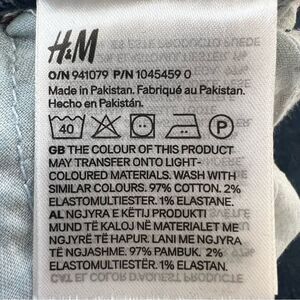 H&M
O/N 941079 P/N 1045459 0
Made in Pakistan. Fabriqué au Pakistan.
Hecho en Pakistán.
40 P
GB THE COLOUR OF THIS PRODUCT
MAY TRANSFER ONTO LIGHT-
COLOURED MATERIALS. WASH WITH
SIMILAR COLOURS. 97% COTTON. 2%
ELASTOMULTIESTER. 1% ELASTANE.
AL NGJYRA E KËTIJ PRODUKTI
MUND TË KALOJ NË MATERIALET ME
NGJYRË TË HAPUR. LANI ME NGJYRA
TË NGJASHME. 97% PAMBUK. 2%
ELASTOMULTIESTER. 1% ELASTAN.